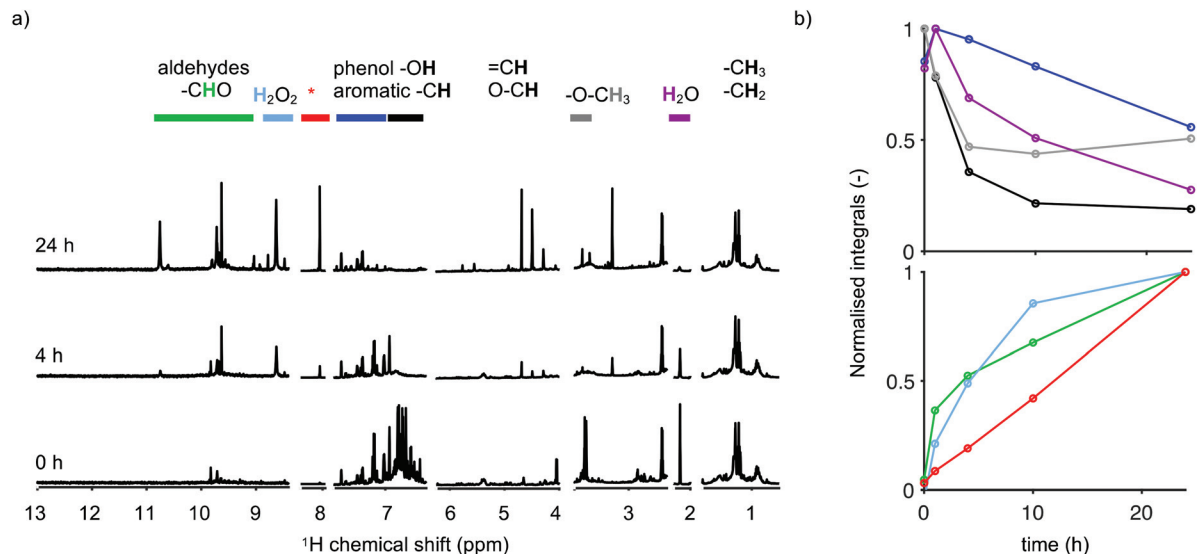 a)
aldehydes
-CHO
H₂O₂
*
phenol -OH
aromatic -CH
=CH
O-CH
-O-CH₃
H₂O
-CH₃
-CH₂
24 h
4 h
0 h
13 12 11 10 9 8 7 6 5 4 3 2 1
¹H chemical shift (ppm)
b)
Normalised integrals (-)
1
0.5
0
1
0.5
0
0 10 20
time (h)